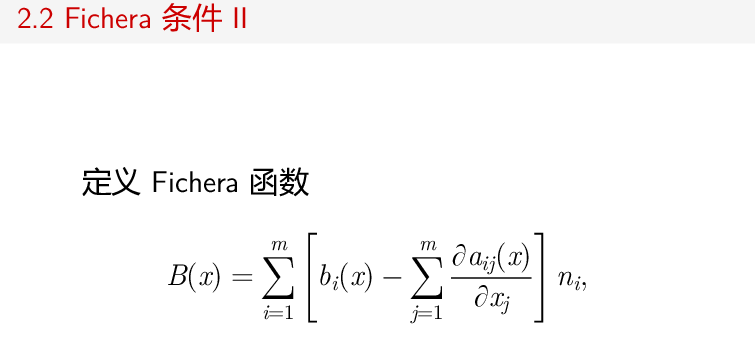 2.2 Fichera 条件 II
定义 Fichera 函数
B(x) = \sum_{i=1}^{m} \left[ b_i(x) - \sum_{j=1}^{m} \frac{\partial a_{ij}(x)}{\partial x_j} \right] n_i,